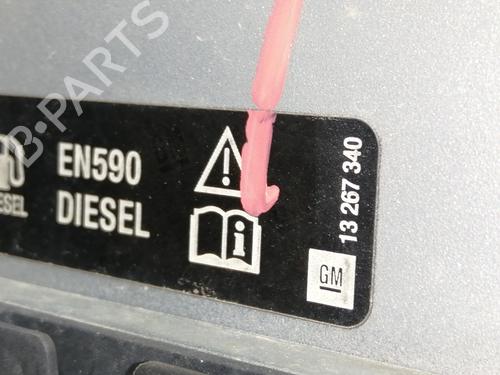 B-PARTS
ESEL
EN590
DIESEL
i
13 267 340
GM